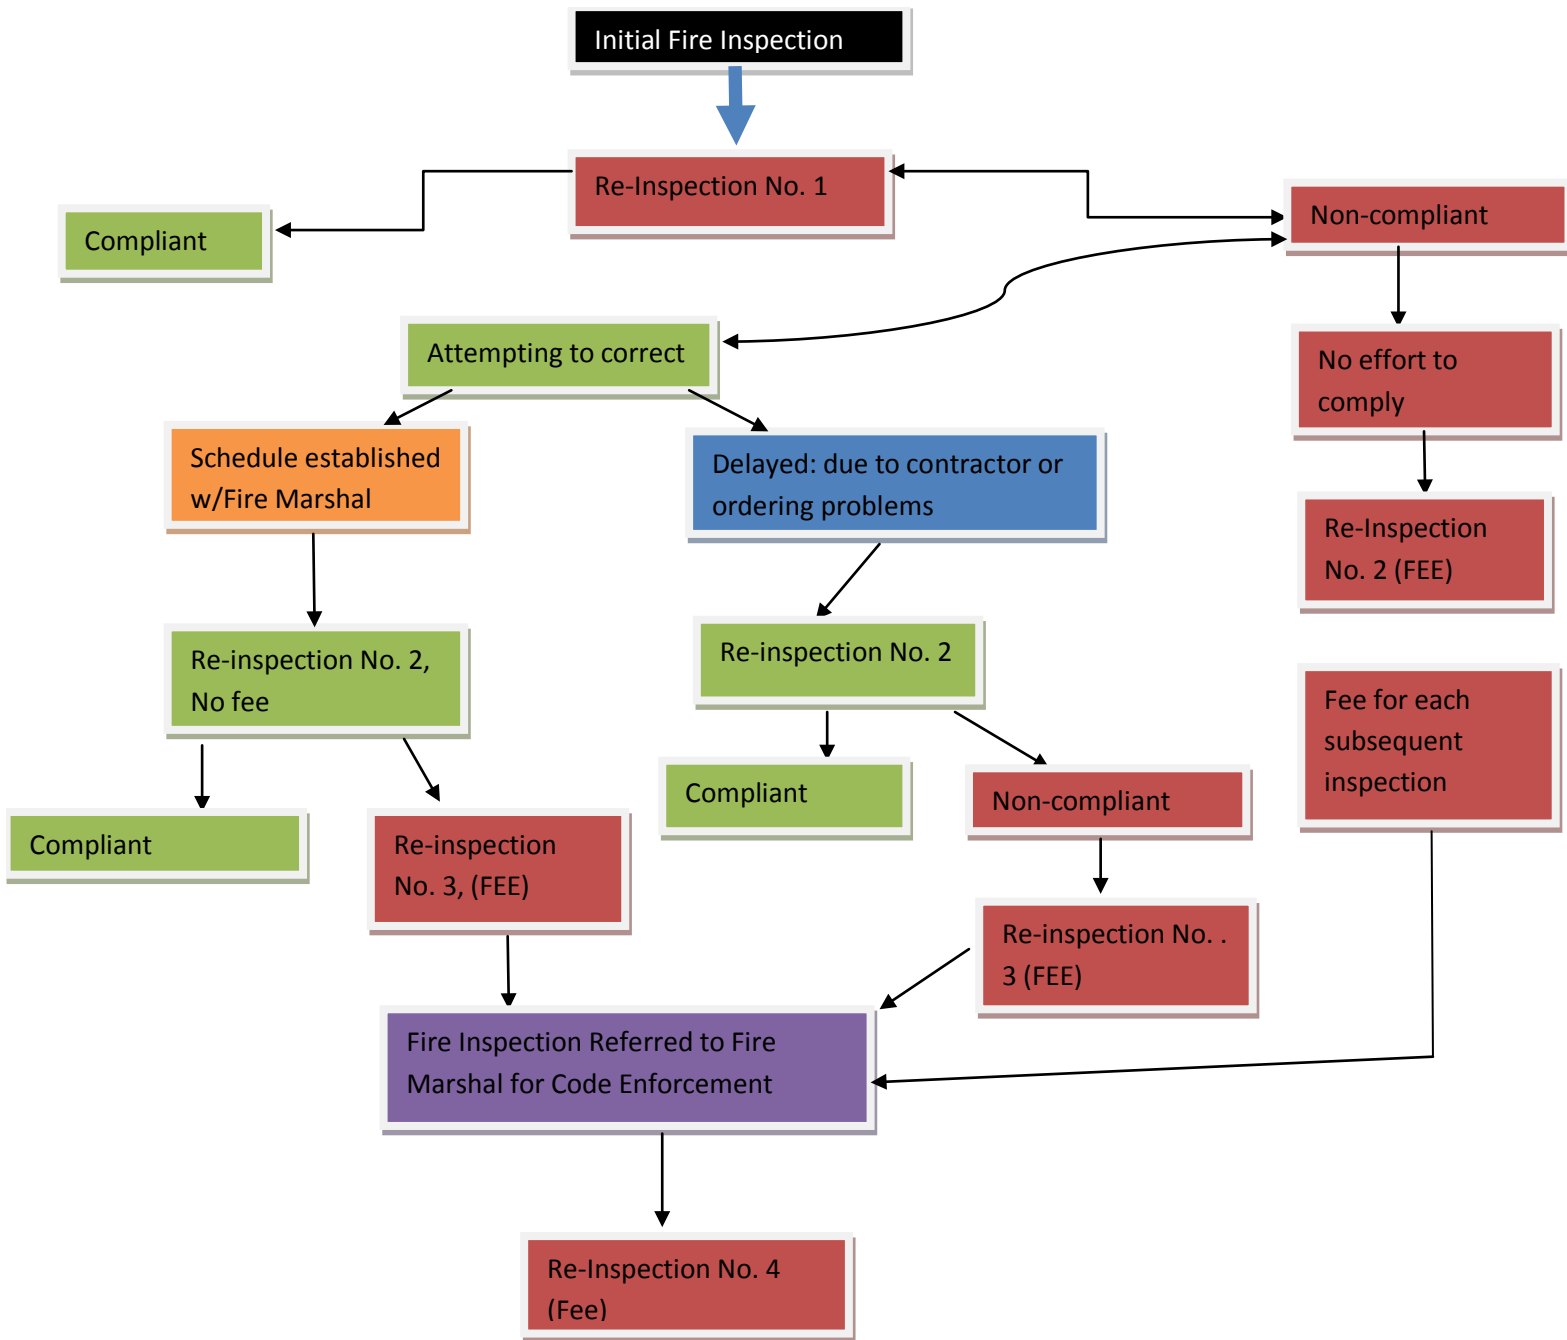 Initial Fire Inspection
Re-Inspection No. 1
Compliant
Non-compliant
Attempting to correct
No effort to
comply
Schedule established
w/Fire Marshal
Delayed: due to contractor or
ordering problems
Re-Inspection
No. 2 (FEE)
Re-inspection No. 2,
No fee
Re-inspection No. 2
Fee for each
subsequent
inspection
Compliant
Re-inspection
No. 3, (FEE)
Compliant
Non-compliant
Re-inspection No. .
3 (FEE)
Fire Inspection Referred to Fire
Marshal for Code Enforcement
Re-Inspection No. 4
(Fee)